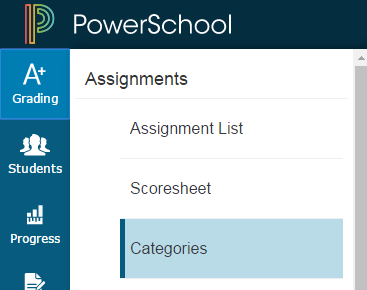 PowerSchool
A+
Grading
Students
Progress
Assignments
Assignment List
Scoresheet
Categories